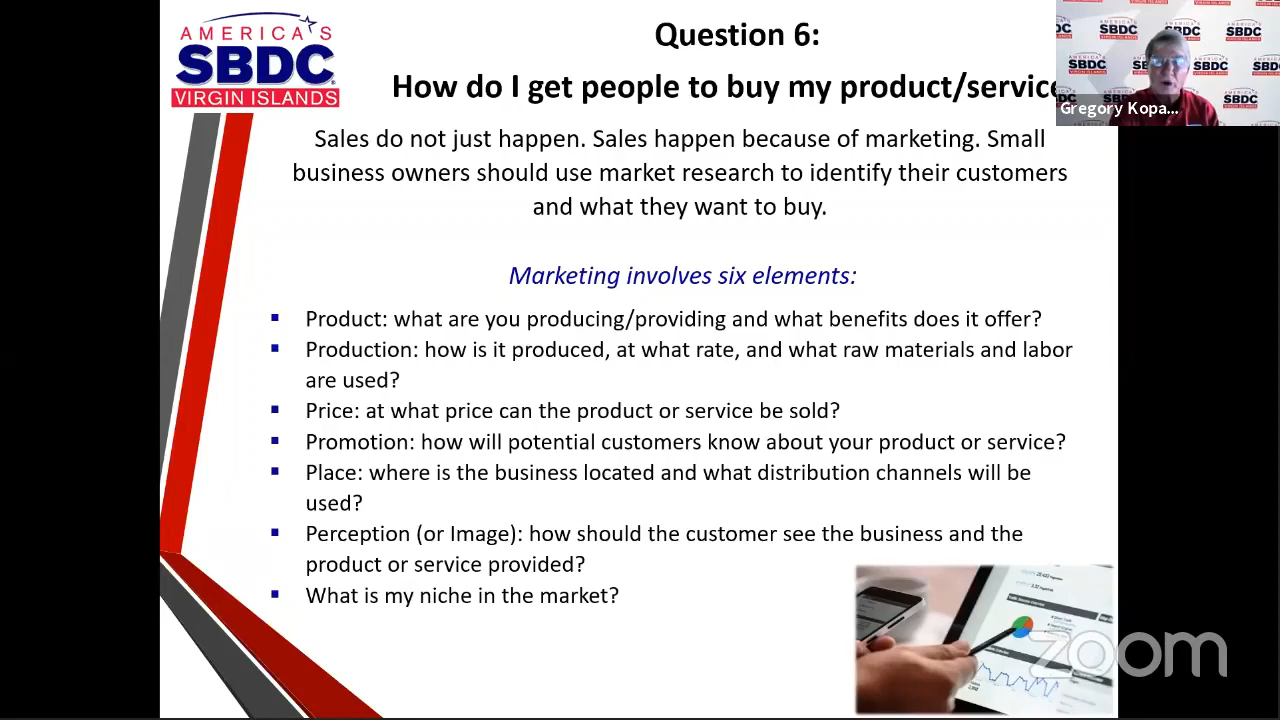 AMERICA'S
SBDC
VIRGIN ISLANDS
Question 6:
How do I get people to buy my product/service
Gregory Kopa...
Sales do not just happen. Sales happen because of marketing. Small
business owners should use market research to identify their customers
and what they want to buy.
Marketing involves six elements:
▪ Product: what are you producing/providing and what benefits does it offer?
▪ Production: how is it produced, at what rate, and what raw materials and labor
are used?
▪ Price: at what price can the product or service be sold?
▪ Promotion: how will potential customers know about your product or service?
▪ Place: where is the business located and what distribution channels will be
used?
▪ Perception (or Image): how should the customer see the business and the
product or service provided?
▪ What is my niche in the market?
zoom